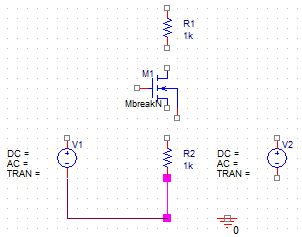 R1
1k
M1
MbreakN
V1
DC =
AC =
TRAN =
R2
1k
V2
DC =
AC =
TRAN =
0